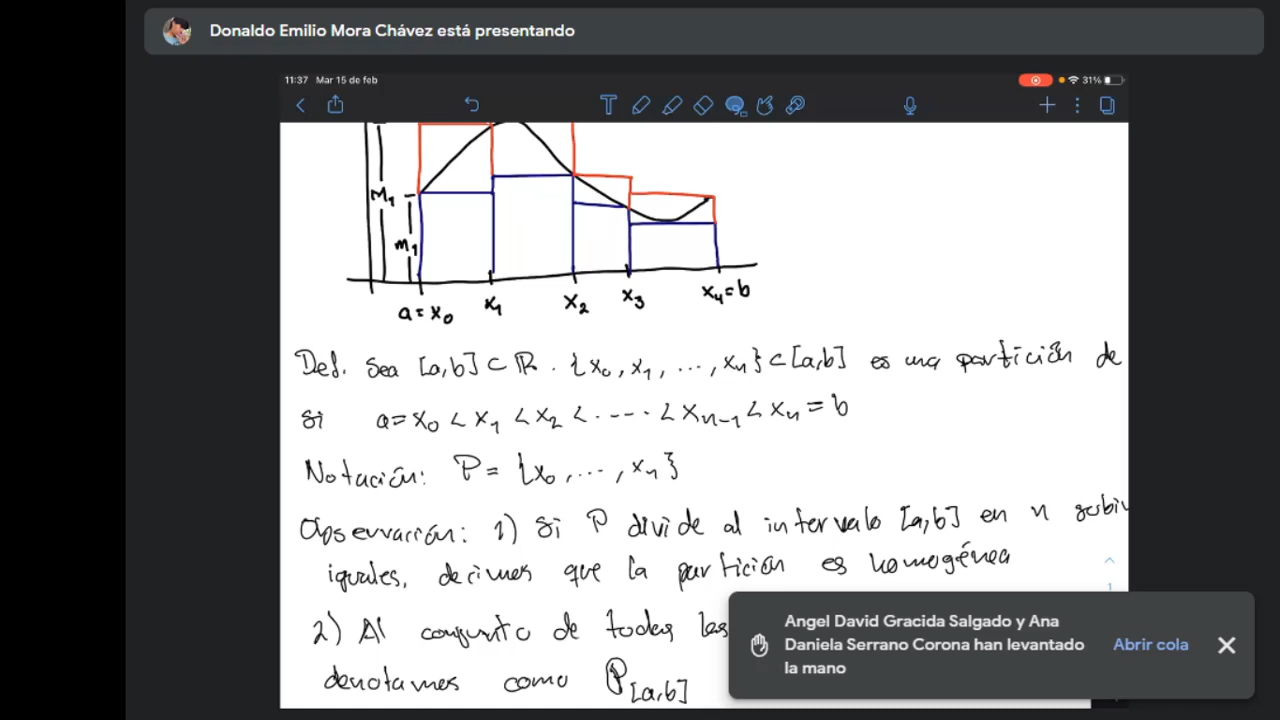 Donaldo Emilio Mora Chávez está presentando
11:37 Mar 15 de feb
31%
M₁
m₁
a = x₀ x₁ x₂ x₃ x₄ = b
Def. Sea [a,b] ⊂ ℝ. {x₀, x₁, ..., xₙ} ⊂ [a,b] es una partición de
si a = x₀ < x₁ < x₂ < ..... < xₙ₋₁ < xₙ = b
Notación: P = {x₀, ..., xₙ}
Observación: 1) Si P divide al intervalo [a,b] en n subin
iguales, decimos que la partición es homogénea
1
2) Al conjunto de todas las
denotamos como P[a,b]
Angel David Gracida Salgado y Ana
Daniela Serrano Corona han levantado
la mano
Abrir cola